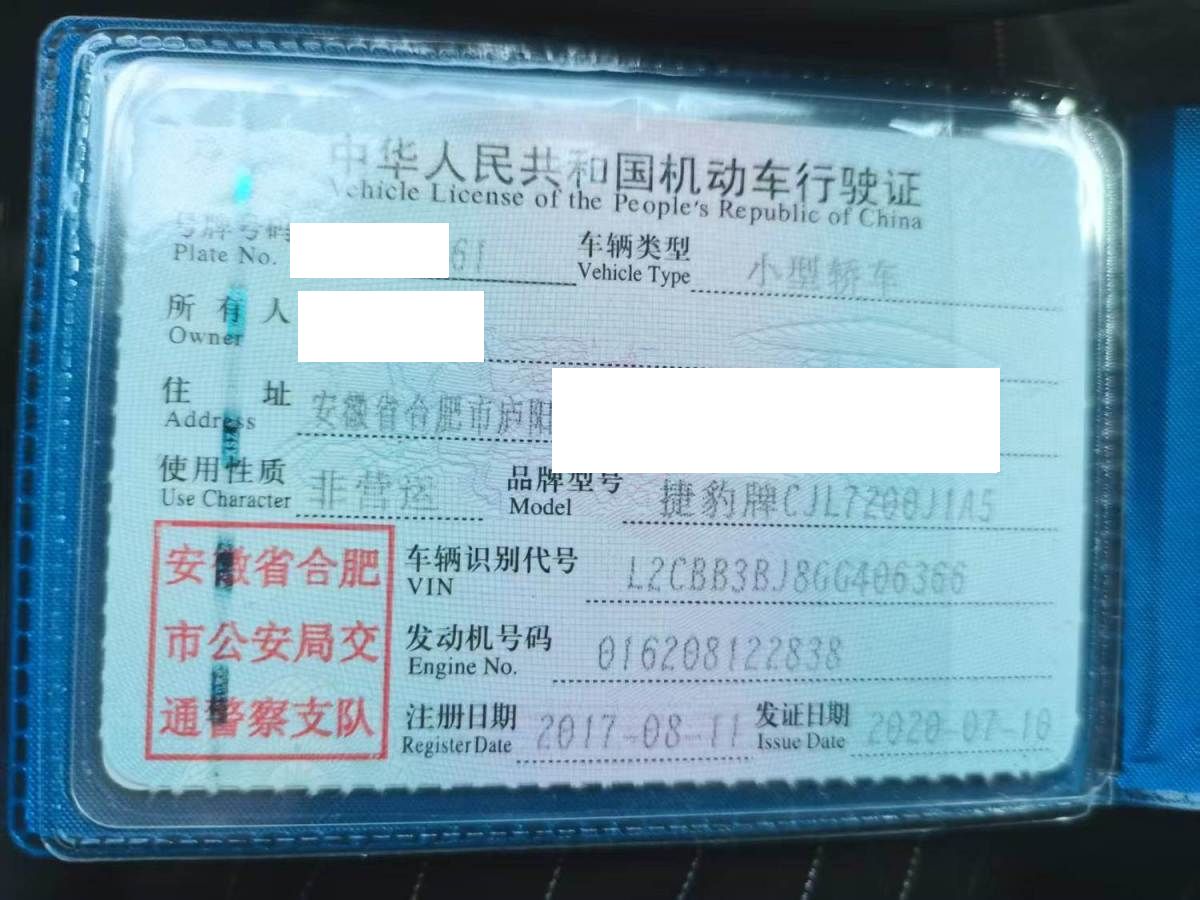 中华人民共和国机动车行驶证
Vehicle License of the People's Republic of China
号牌号码 61 车辆类型 小型轿车
Plate No. Vehicle Type
所有人
Owner
住址 安徽省合肥市庐阳
Address
使用性质 非营运 品牌型号 捷豹牌CJL7200J1A5
Use Character Model
安徽省合肥
市公安局交
通警察支队
车辆识别代号 L2CBB3BJ8GG406366
VIN
发动机号码 016208122838
Engine No.
注册日期 2017-08-11 发证日期 2020-07-10
Register Date Issue Date